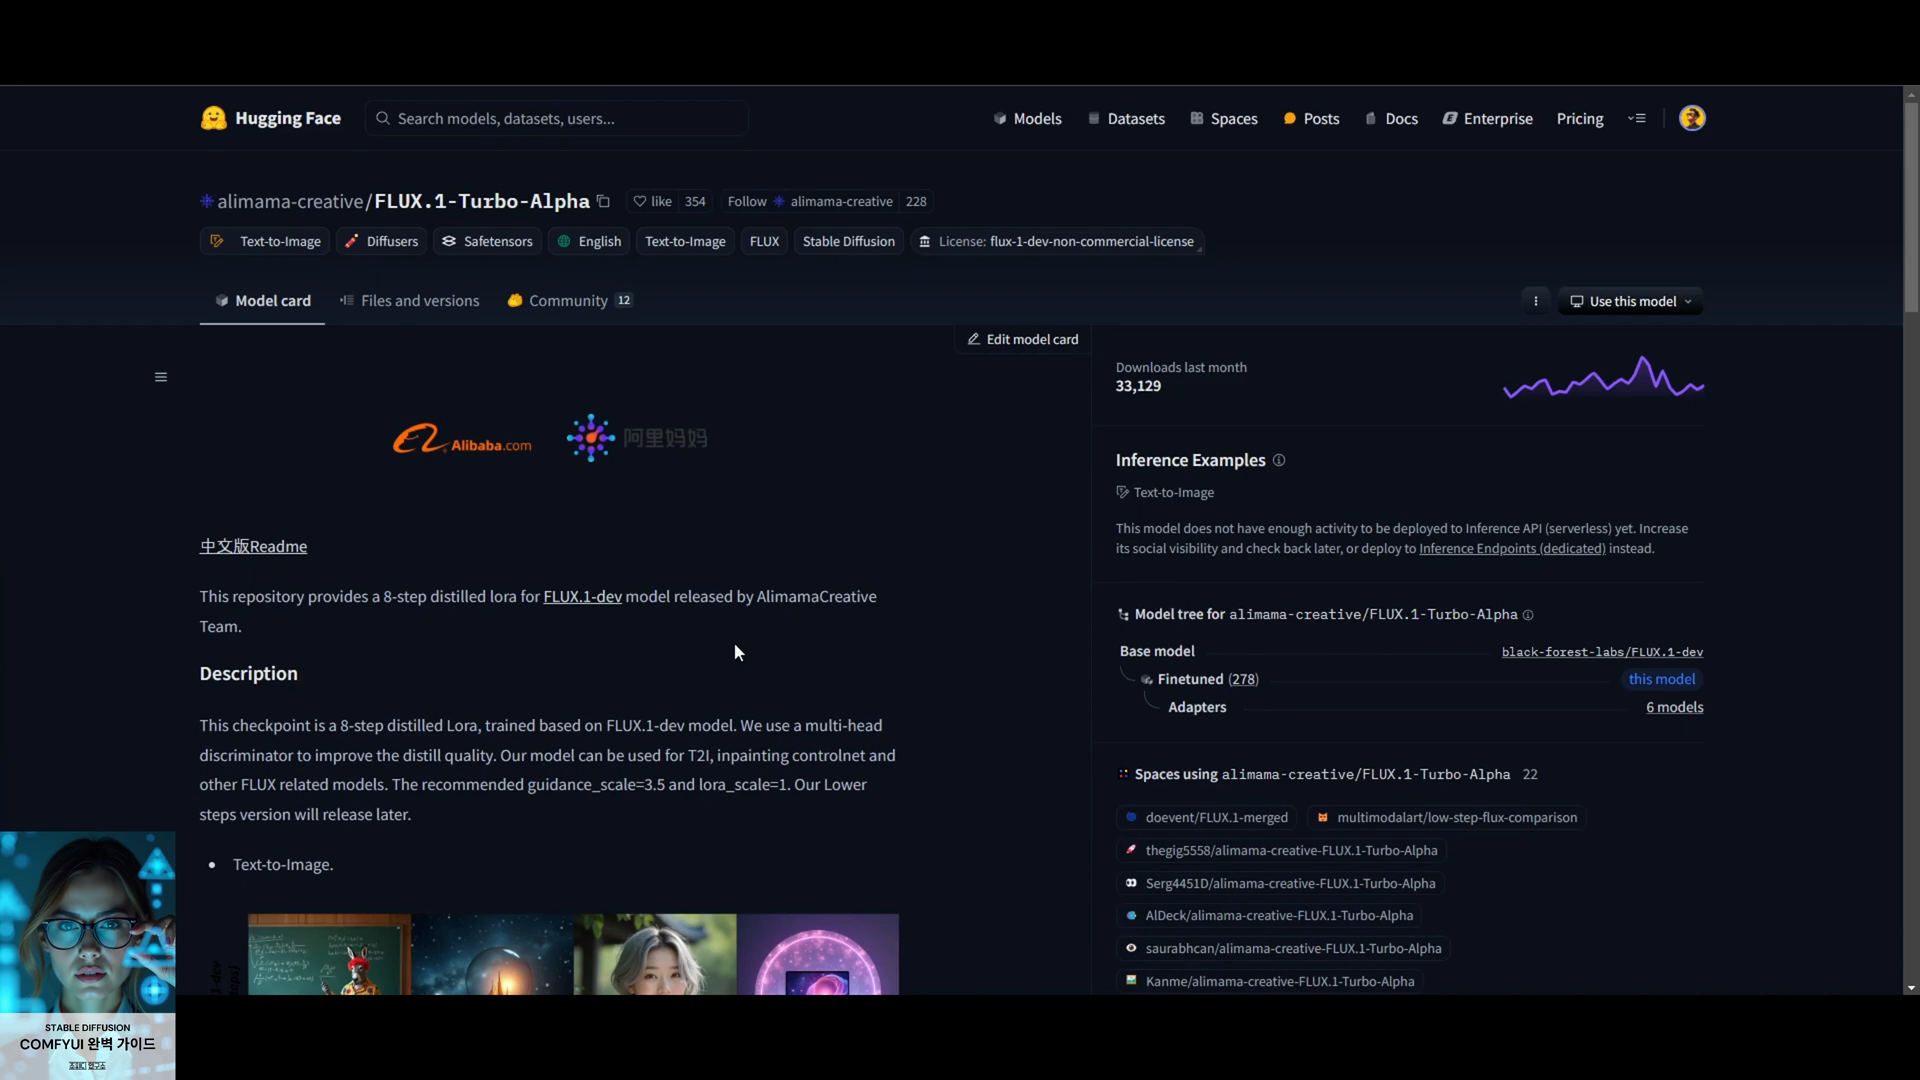 Hugging Face
Search models, datasets, users...
Models
Datasets
Spaces
Posts
Docs
Enterprise
Pricing
alimama-creative/FLUX.1-Turbo-Alpha
like 354
Follow alimama-creative 228
Text-to-Image
Diffusers
Safetensors
English
Text-to-Image
FLUX
Stable Diffusion
License: flux-1-dev-non-commercial-license
Model card
Files and versions
Community 12
Use this model
Edit model card
Alibaba.com
阿里妈妈
中文版Readme
This repository provides a 8-step distilled lora for FLUX.1-dev model released by AlimamaCreative
Team.
Description
This checkpoint is a 8-step distilled Lora, trained based on FLUX.1-dev model. We use a multi-head
discriminator to improve the distill quality. Our model can be used for T2I, inpainting controlnet and
other FLUX related models. The recommended guidance_scale=3.5 and lora_scale=1. Our Lower
steps version will release later.
Text-to-Image.
Downloads last month
33,129
Inference Examples
Text-to-Image
This model does not have enough activity to be deployed to Inference API (serverless) yet. Increase
its social visibility and check back later, or deploy to Inference Endpoints (dedicated) instead.
Model tree for alimama-creative/FLUX.1-Turbo-Alpha
Base model
black-forest-labs/FLUX.1-dev
Finetuned (278)
this model
Adapters
6 models
Spaces using alimama-creative/FLUX.1-Turbo-Alpha 22
doevent/FLUX.1-merged
multimodalart/low-step-flux-comparison
thegig5558/alimama-creative-FLUX.1-Turbo-Alpha
Serg4451D/alimama-creative-FLUX.1-Turbo-Alpha
AlDeck/alimama-creative-FLUX.1-Turbo-Alpha
saurabhcan/alimama-creative-FLUX.1-Turbo-Alpha
Kanme/alimama-creative-FLUX.1-Turbo-Alpha
STABLE DIFFUSION
COMFYUI 완벽 가이드